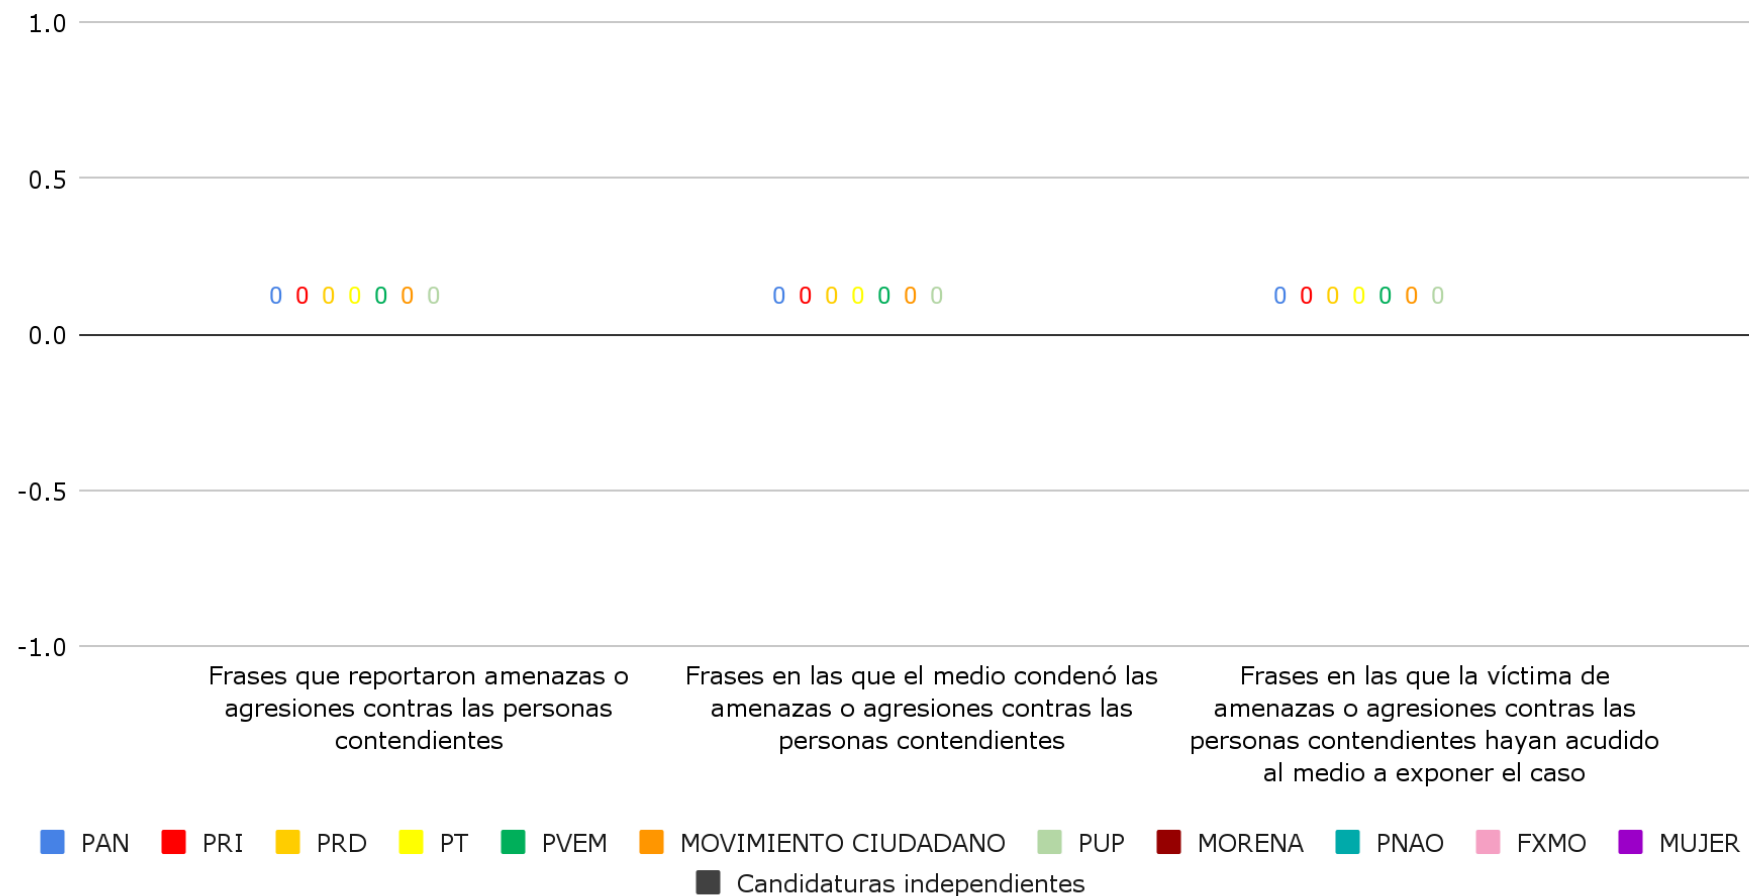 1.0
0.5
0 0 0 0 0 0 0 0 0 0 0 0 0 0 0 0 0 0 0 0 0
0.0
-0.5
-1.0
Frases que reportaron amenazas o
agresiones contras las personas
contendientes
Frases en las que el medio condenó las
amenazas o agresiones contras las
personas contendientes
Frases en las que la víctima de
amenazas o agresiones contras las
personas contendientes hayan acudido
al medio a exponer el caso
PAN PRI PRD PT PVEM MOVIMIENTO CIUDADANO PUP MORENA PNAO FXMO MUJER
Candidaturas independientes